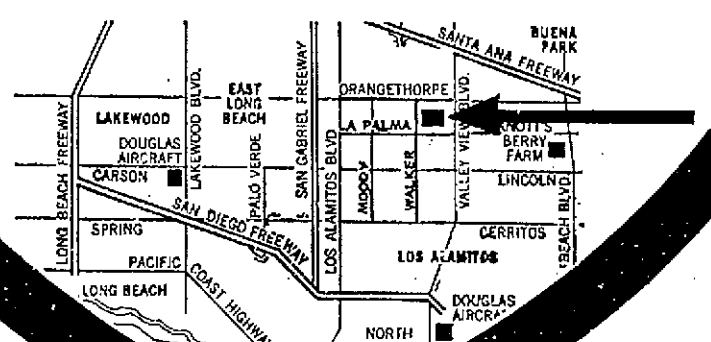 BUENA
PARK
SANTA ANA FREEWAY
ORANGETHORPE
LAKEWOOD BLVD.
EAST
LONG
BEACH
SAN GABRIEL FREEWAY
LAKEWOOD
LA PALMA
VALLEY VIEW BLVD.
KNOTT'S
BERRY
FARM
LONG BEACH FREEWAY
DOUGLAS
AIRCRAFT
CARSON
PALO VERDE
LOS ALAMITOS BLVD
MOODY
WALKER
LINCOLN
BEACH BLVD.
SAN DIEGO FREEWAY
SPRING
CERRITOS
LOS ALAMITOS
PACIFIC
COAST HIGHWAY
LONG BEACH
DOUGLAS
AIRCRA
NORTH